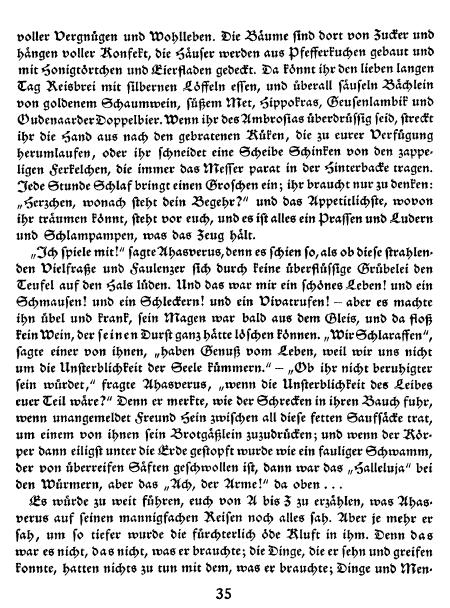 voller Vergnügen und Wohlleben. Die Bäume sind dort von Zucker und
hängen voller Konfekt, die Häuser werden aus Pfefferkuchen gebaut und
mit Honigtörtchen und Eierfladen gedeckt. Da könnt ihr den lieben langen
Tag Reisbrei mit silbernen Löffeln essen, und überall säuseln Bächlein
von goldenem Schaumwein, süßem Met, Hippokras, Geusenlambik und
Oudenaarder Doppelbier. Wenn ihr des Ambrosias überdrüssig seid, streckt
ihr die Hand aus nach den gebratenen Küken, die zu eurer Verfügung
herumlaufen, oder ihr schneidet eine Scheibe Schinken von den zappe-
ligen Ferkelchen, die immer das Messer parat in der Hinterbacke tragen.
Jede Stunde Schlaf bringt einen Groschen ein; ihr braucht nur zu denken:
„Herzchen, wonach steht dein Begehr?“ und das Appetitlichste, wovon
ihr träumen könnt, steht vor euch, und es ist alles ein Prassen und Ludern
und Schlampampen, was das Zeug hält.
„Ich spiele mit!“ sagte Ahasverus, denn es schien so, als ob diese strahlen-
den Vielfraße und Faulenzer sich durch keine überflüssige Grübelei den
Teufel auf den Hals lüden. Und das war mir ein schönes Leben! und ein
Schmausen! und ein Schleckern! und ein Vivatrufen! – aber es machte
ihn übel und krank, sein Magen war bald aus dem Gleis, und da floß
kein Wein, der seinen Durst ganz hätte löschen können. „Wir Schlaraffen“,
sagte einer von ihnen, „haben Genuß vom Leben, weil wir uns nicht
um die Unsterblichkeit der Seele kümmern.“ – „Ob ihr nicht beruhigter
sein würdet,“ fragte Ahasverus, „wenn die Unsterblichkeit des Leibes
euer Teil wäre?“ Denn er merkte, wie der Schrecken in ihren Bauch fuhr,
wenn unangemeldet Freund Hein zwischen all diese fetten Saufsäcke trat,
um einem von ihnen sein Brotgäßlein zuzudrücken; und wenn der Kör-
per dann eiligst unter die Erde gestopft wurde wie ein fauliger Schwamm,
der von überreifen Säften geschwollen ist, dann war das „Halleluja“ bei
den Würmern, aber das „Ach, der Arme!“ da oben ...
Es würde zu weit führen, euch von A bis Z zu erzählen, was Ahas-
verus auf seinen mannigfachen Reisen noch alles sah. Aber je mehr er
sah, um so tiefer wurde die fürchterlich öde Kluft in ihm. Denn das
war es nicht, das nicht, was er brauchte; die Dinge, die er sehn und greifen
konnte, hatten nichts zu tun mit dem, was er brauchte; Dinge und Men-
35